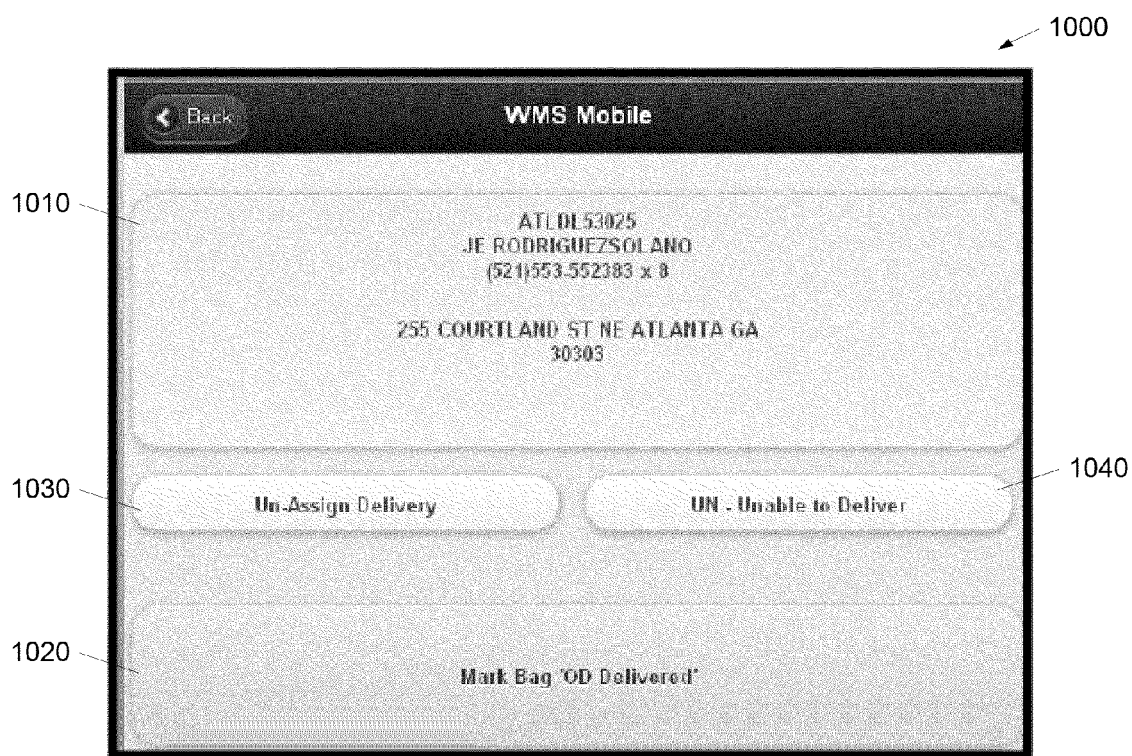 1000
Back
WMS Mobile
1010
ATLDL53025
JE RODRIGUEZSOLANO
(521)553-552383 x 8
255 COURTLAND ST NE ATLANTA GA
30303
1040
1030
Un-Assign Delivery
UN - Unable to Deliver
1020
Mark Bag 'OD Delivered'